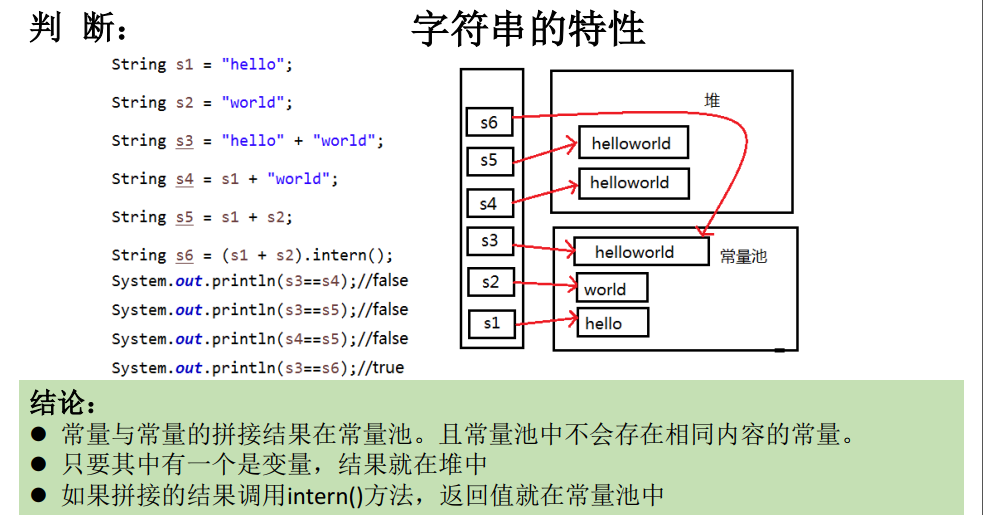 判 断：
字符串的特性
String s1 = "hello";
String s2 = "world";
String s3 = "hello" + "world";
String s4 = s1 + "world";
String s5 = s1 + s2;
String s6 = (s1 + s2).intern();
System.out.println(s3==s4);//false
System.out.println(s3==s5);//false
System.out.println(s4==s5);//false
System.out.println(s3==s6);//true
s6
s5
s4
s3
s2
s1
堆
helloworld
helloworld
helloworld
常量池
world
hello
结论：
● 常量与常量的拼接结果在常量池。且常量池中不会存在相同内容的常量。
● 只要其中有一个是变量，结果就在堆中
● 如果拼接的结果调用intern()方法，返回值就在常量池中